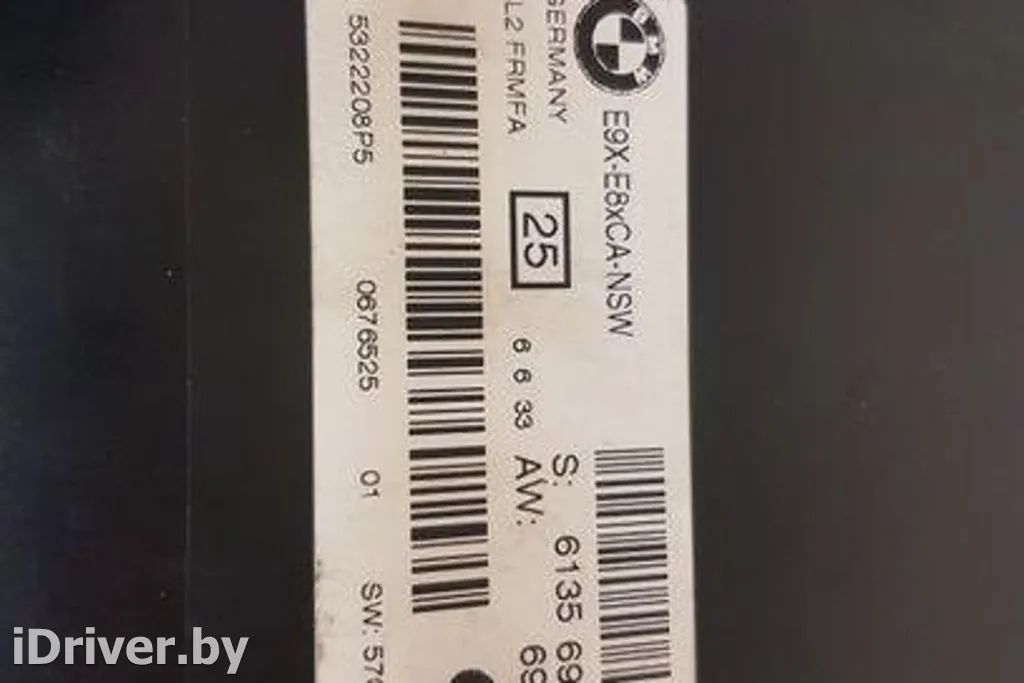 BMW
E9X-E8xCA-NSW
GERMANY
L2 FRMFA
25
6 6 33
S: 6135 69
AW: 69
5322208P5 0676525 01 SW: 57
iDriver.by